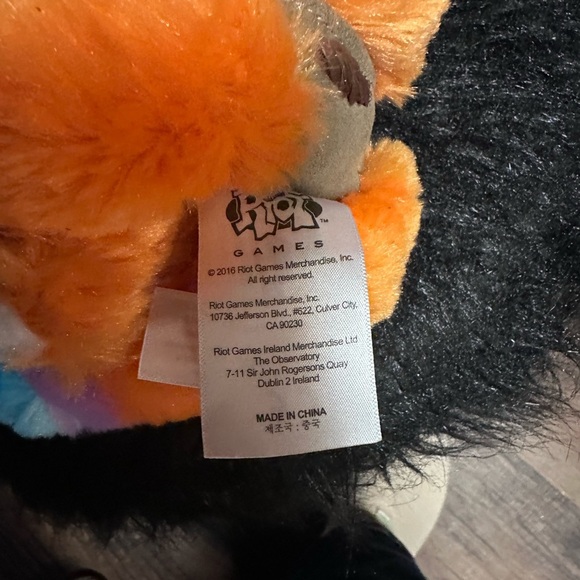 RIOT™
GAMES
© 2016 Riot Games Merchandise, Inc.
All right reserved.
Riot Games Merchandise, Inc.
10736 Jefferson Blvd., #622, Culver City,
CA 90230
Riot Games Ireland Merchandise Ltd
The Observatory
7-11 Sir John Rogersons Quay
Dublin 2 Ireland
MADE IN CHINA
제조국 : 중국